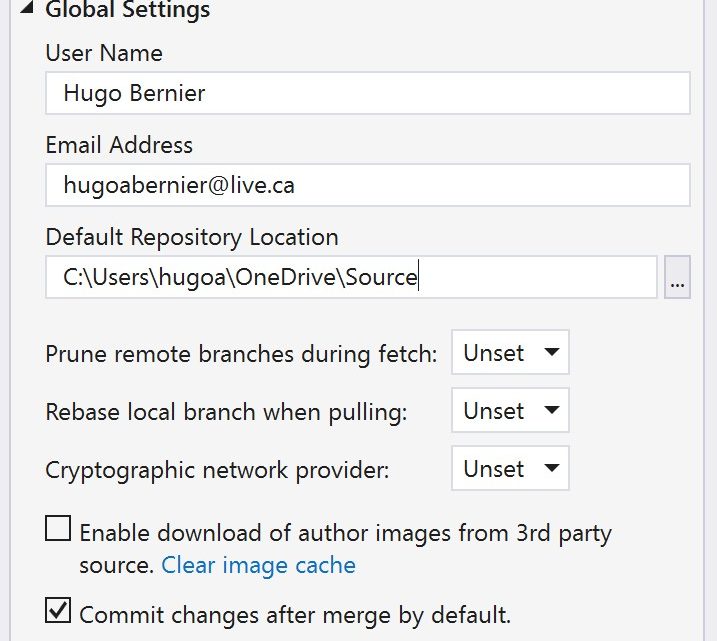 Global Settings
User Name
Hugo Bernier
Email Address
hugoabernier@live.ca
Default Repository Location
C:\Users\hugoa\OneDrive\Source
...
Prune remote branches during fetch: Unset
Rebase local branch when pulling: Unset
Cryptographic network provider: Unset
Enable download of author images from 3rd party
source. Clear image cache
Commit changes after merge by default.